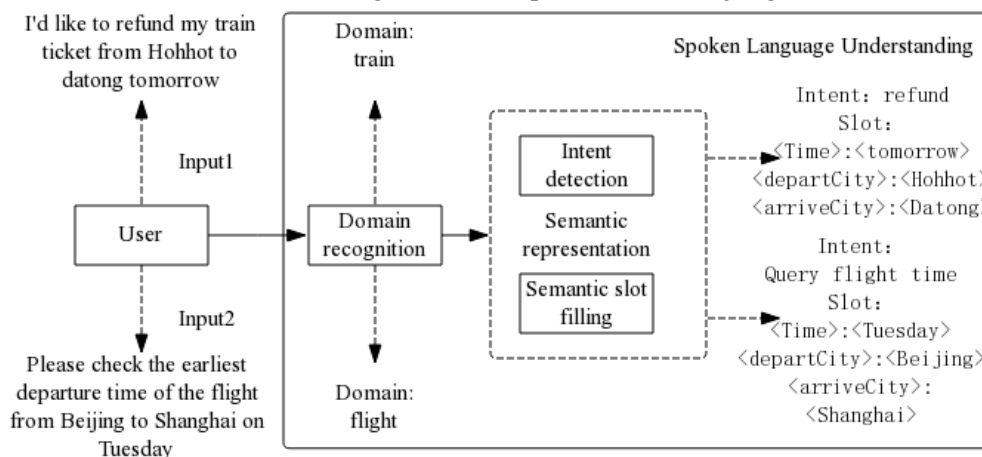 I'd like to refund my train
ticket from Hohhot to
datong tomorrow
Input1
User
Input2
Please check the earliest
departure time of the flight
from Beijing to Shanghai on
Tuesday
Domain:
train
Domain
recognition
Domain:
flight
Intent
detection
Semantic
representation
Semantic slot
filling
Spoken Language Understanding
Intent: refund
Slot:
<Time>:<tomorrow>
<departCity>:<Hohhot>
<arriveCity>:<Datong
Intent:
Query flight time
Slot:
<Time>:<Tuesday>
<departCity>:<Beijing>
<arriveCity>:
<Shanghai>